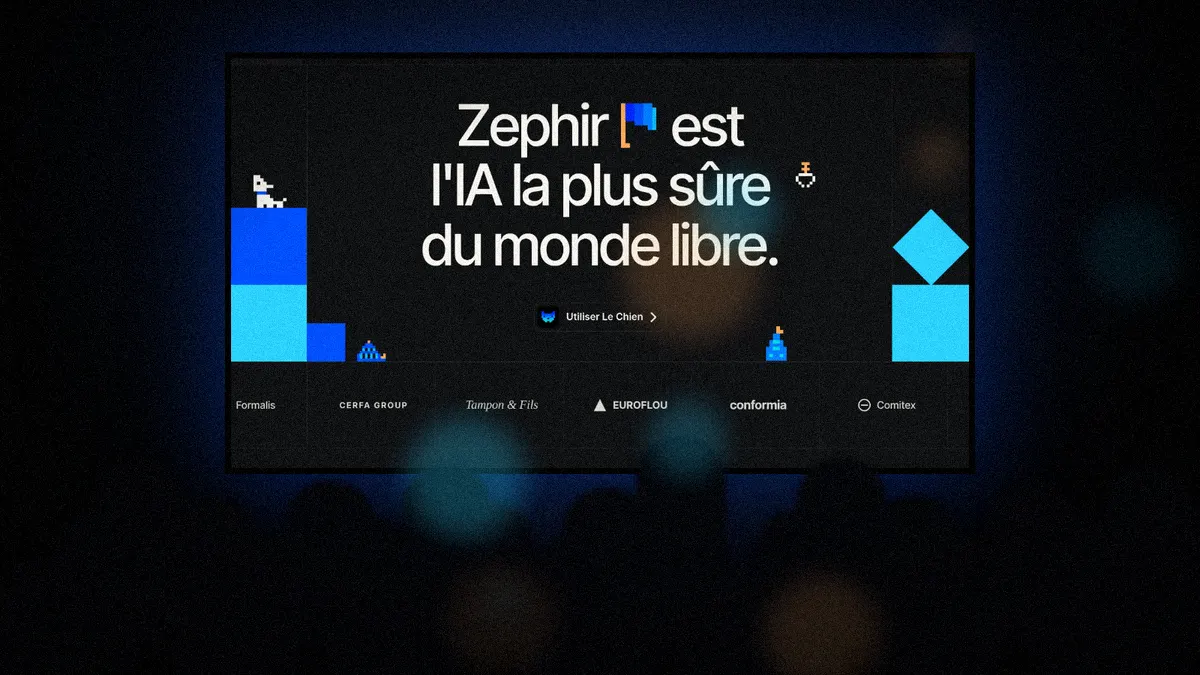 Zephir est
l'IA la plus sûre
du monde libre.
Utiliser Le Chien
Formalis
CERFA GROUP
Tampon & Fils
EUROFLOU
conformia
Comitex